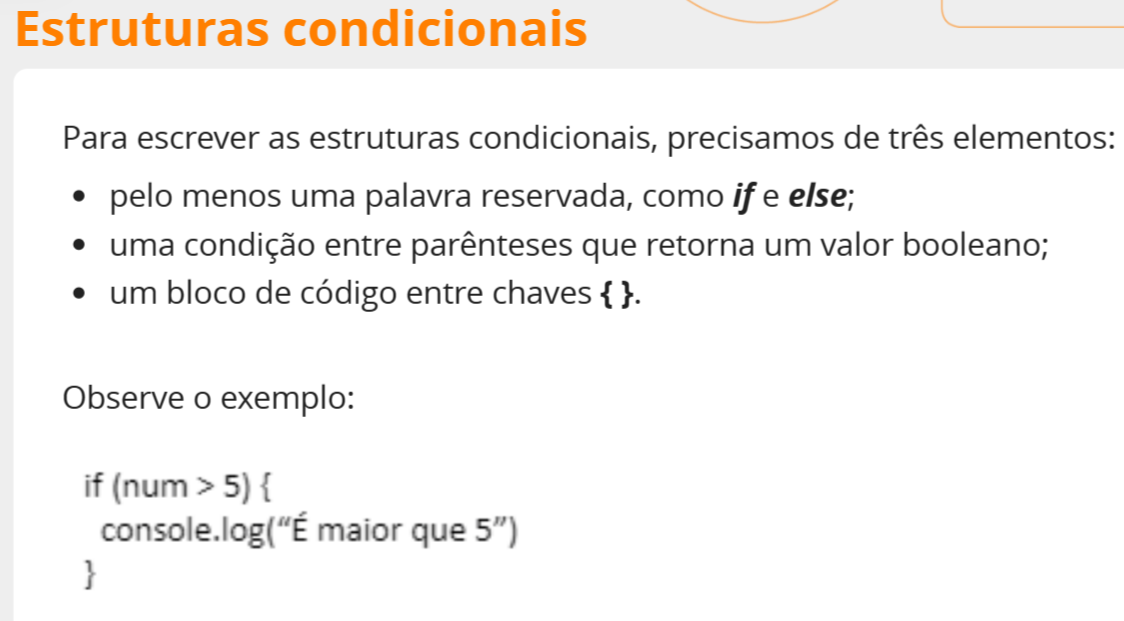 Estruturas condicionais
Para escrever as estruturas condicionais, precisamos de três elementos:
• pelo menos uma palavra reservada, como if e else;
• uma condição entre parênteses que retorna um valor booleano;
• um bloco de código entre chaves { }.
Observe o exemplo:
if (num > 5) {
console.log(“É maior que 5”)
}